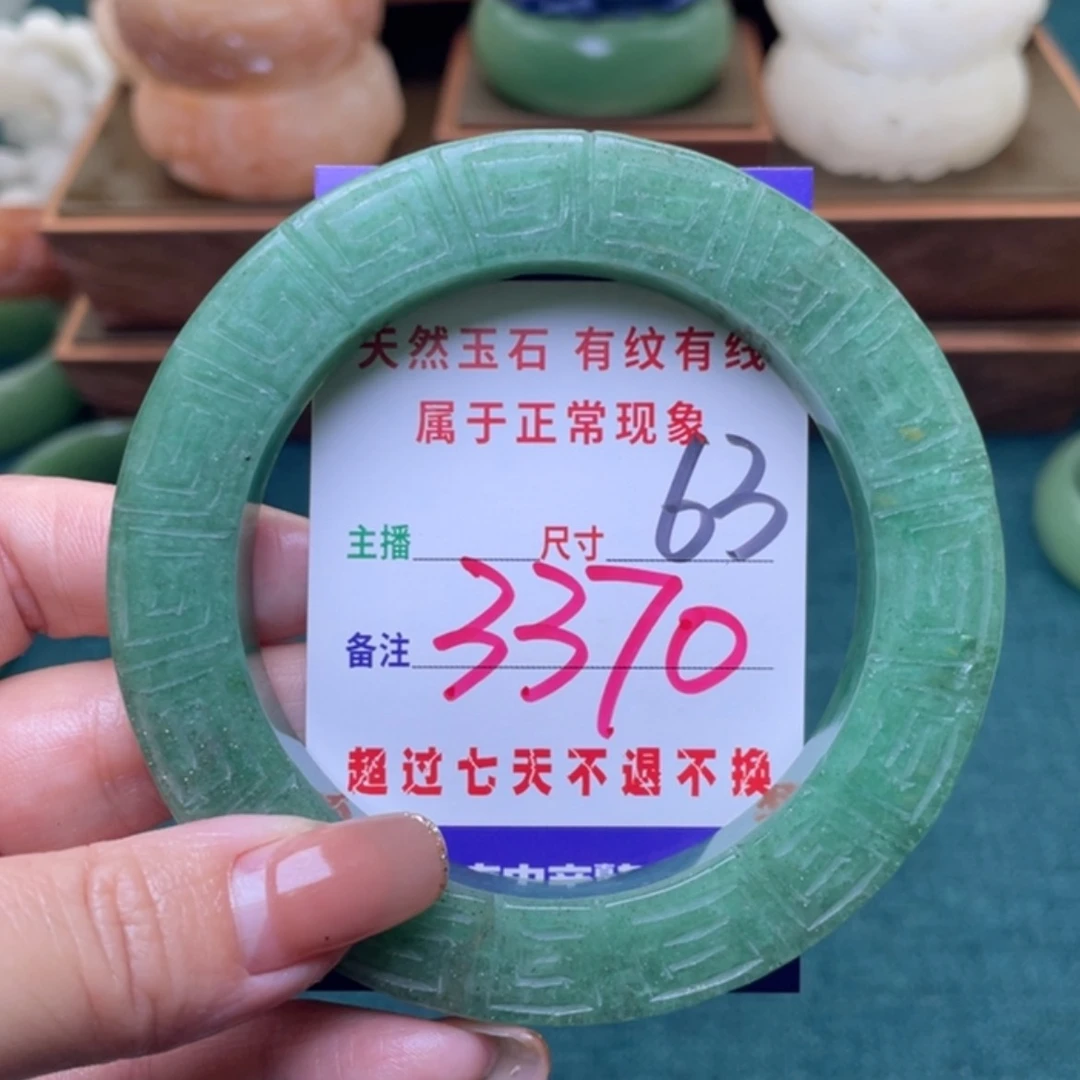 天然玉石 有纹有线
属于正常现象
主播 尺寸 63
备注 3370
超过七天不退不换